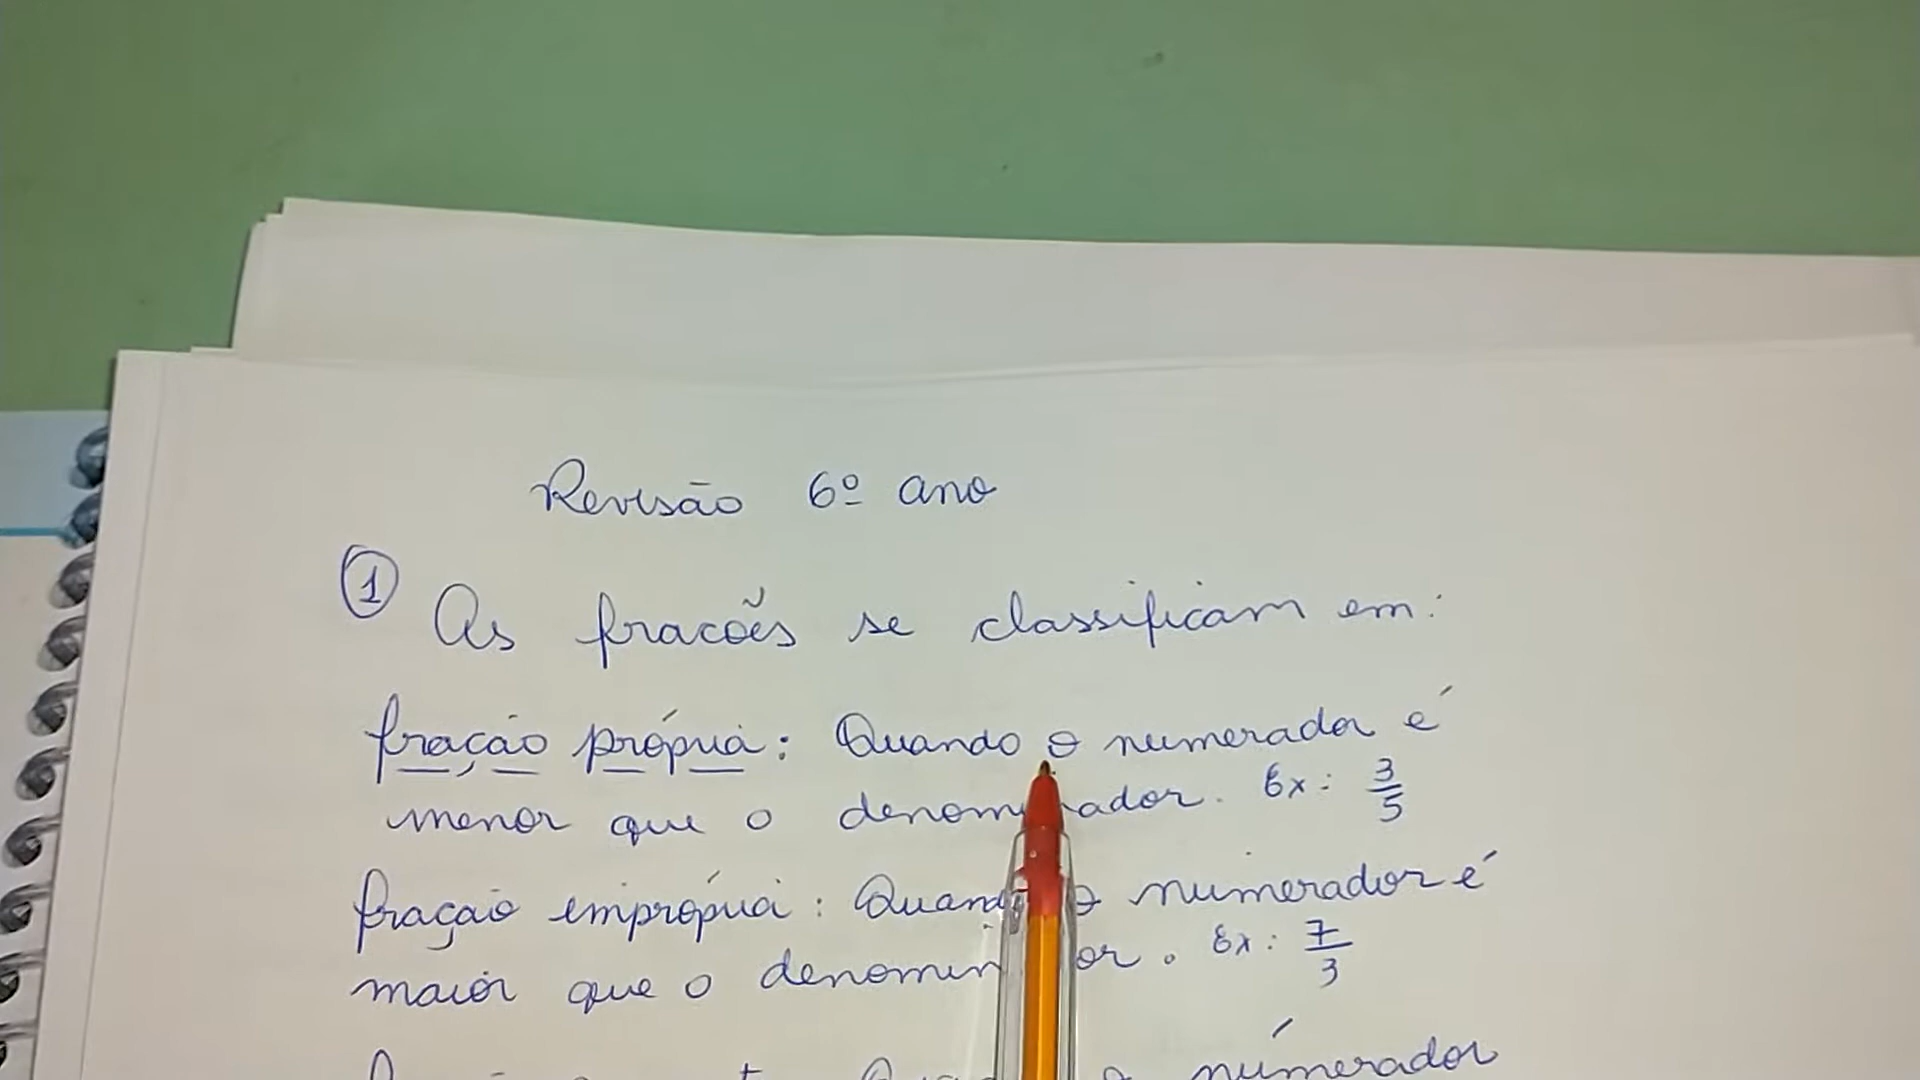 Revisão 6º ano
① As fracões se classificam em:
fração própria: Quando o numerador é
menor que o denominador. Ex: 3/5
fração imprópria: Quando o numerador é
maior que o denominador. Ex: 7/3
numerador